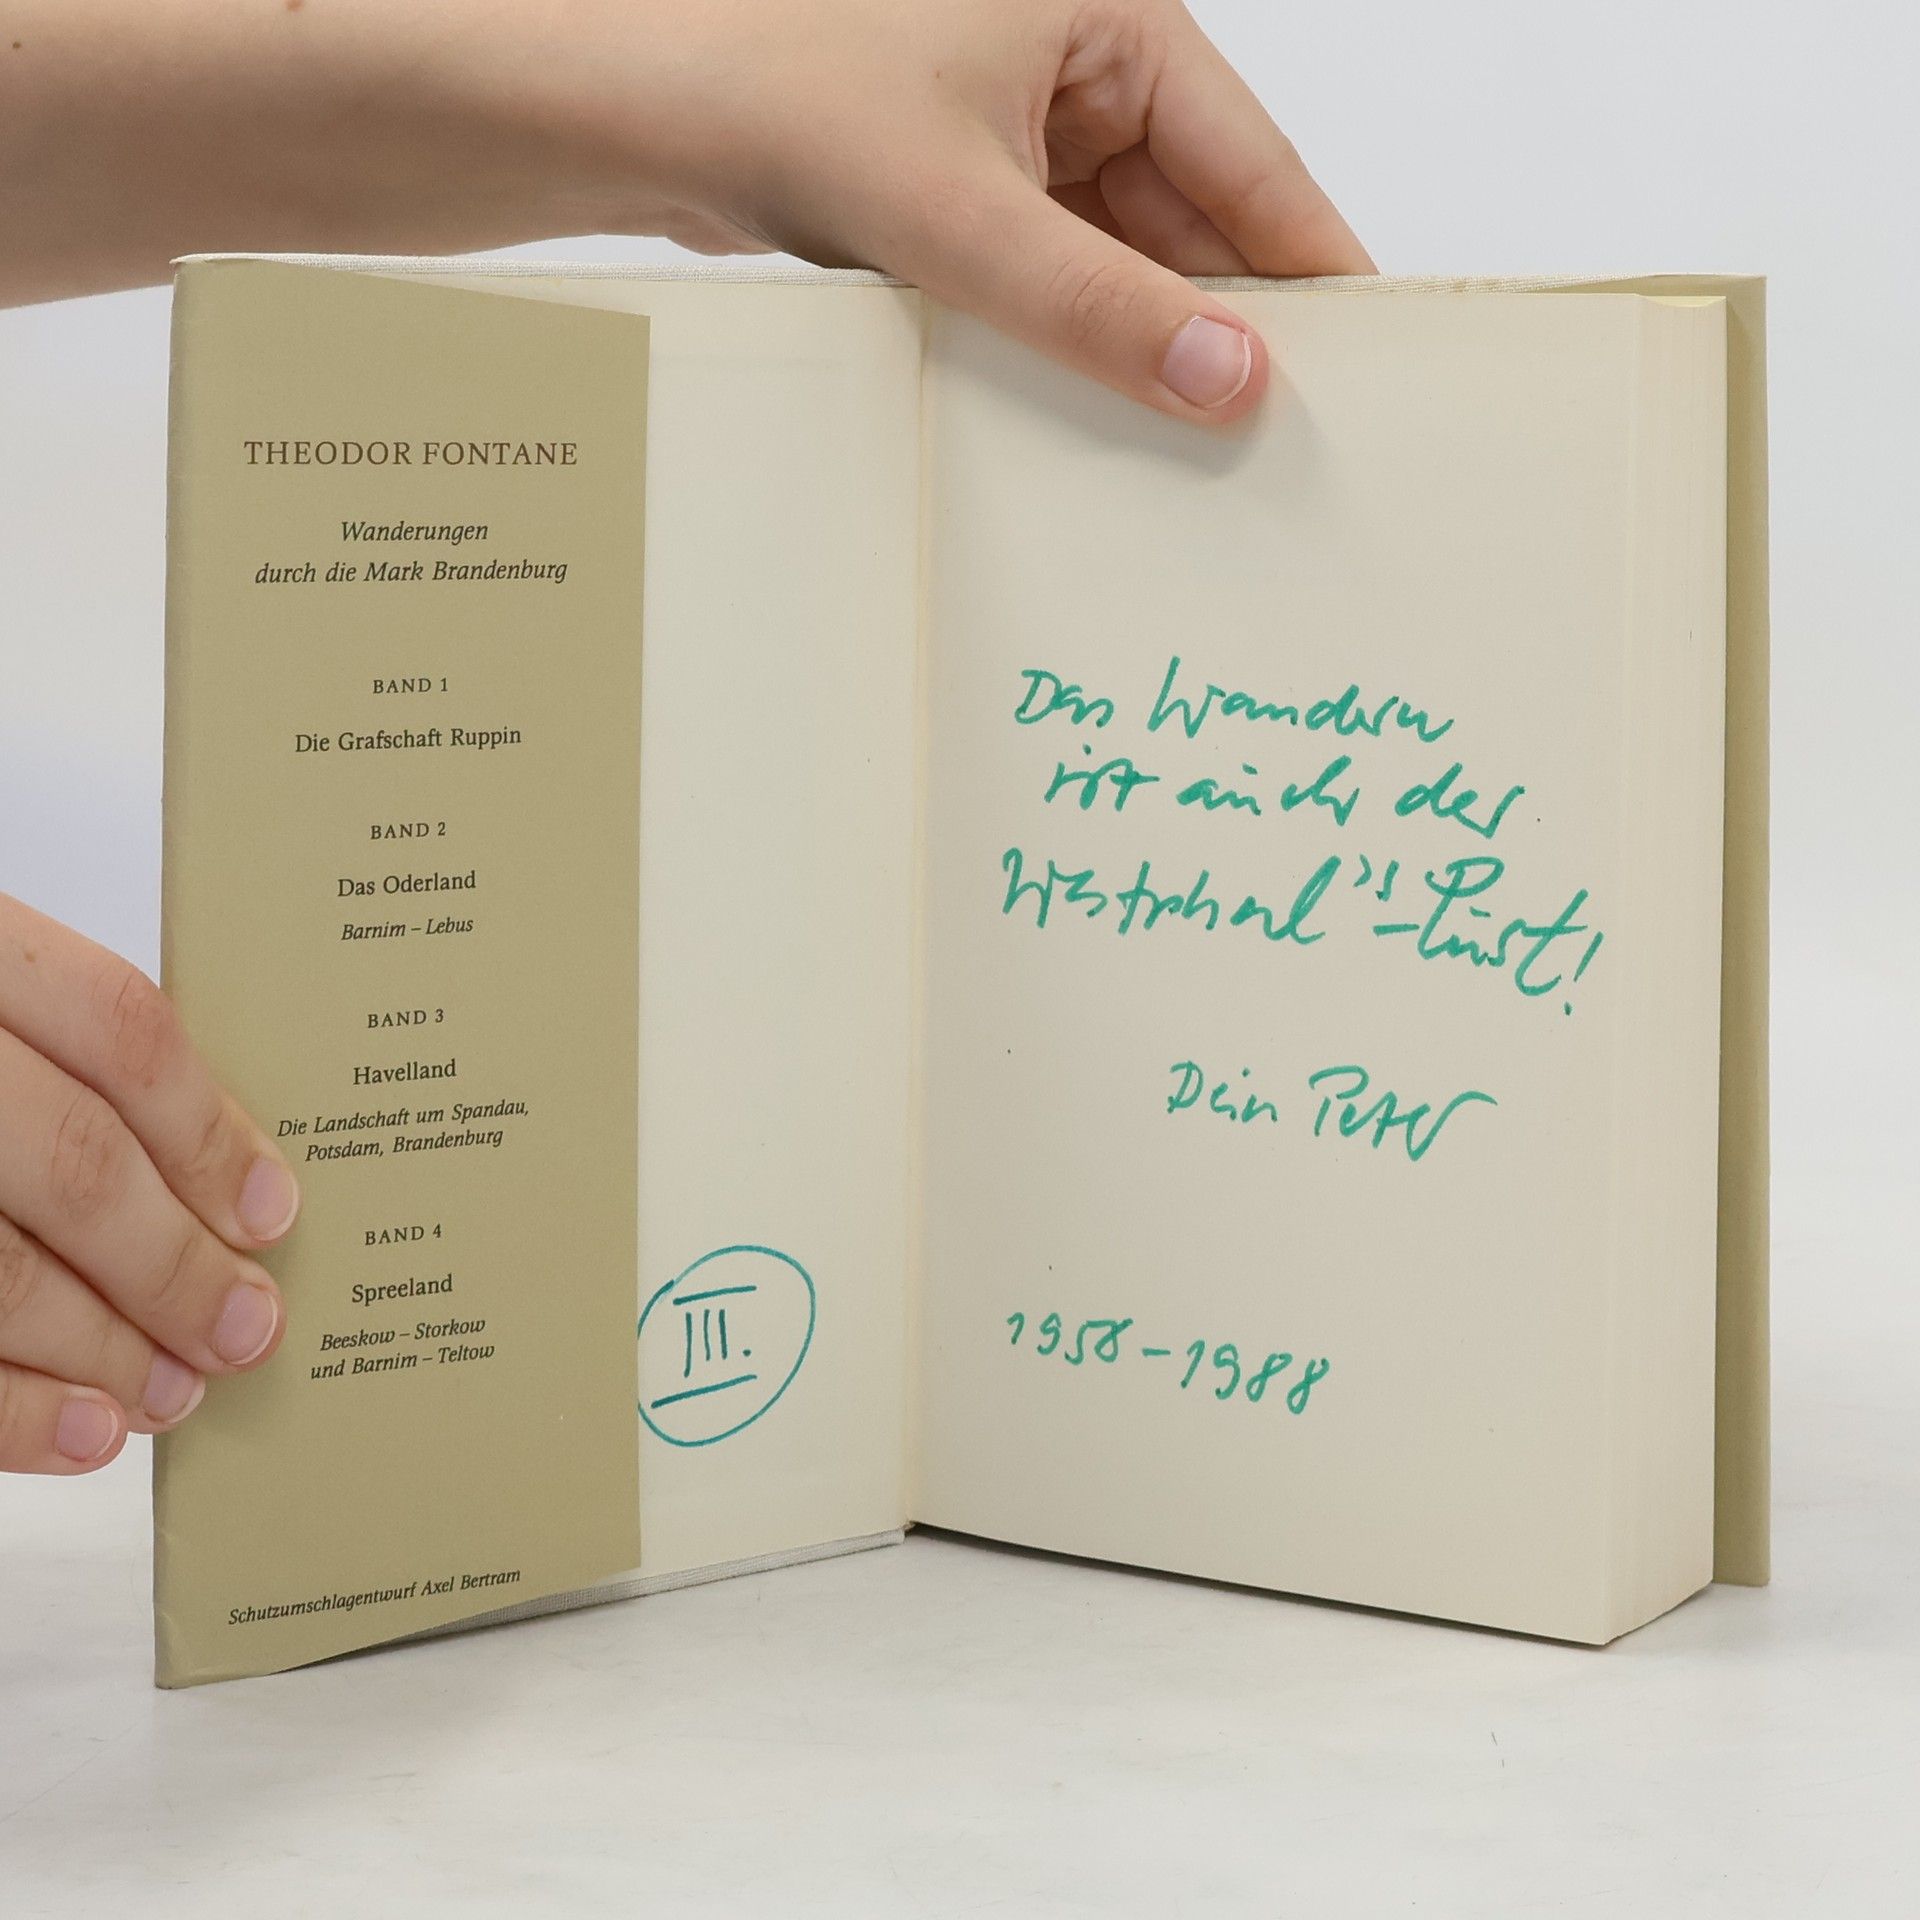 THEODOR FONTANE
Wanderungen
durch die Mark Brandenburg
BAND 1
Die Grafschaft Ruppin
BAND 2
Das Oderland
Barnim – Lebus
BAND 3
Havelland
Die Landschaft um Spandau,
Potsdam, Brandenburg
BAND 4
Spreeland
Beeskow – Storkow
und Barnim – Teltow
Schutzumschlagentwurf Axel Bertram
III.
Das Wandern
ist auch der
's-Lust!
Dein Peter
1958 – 1988